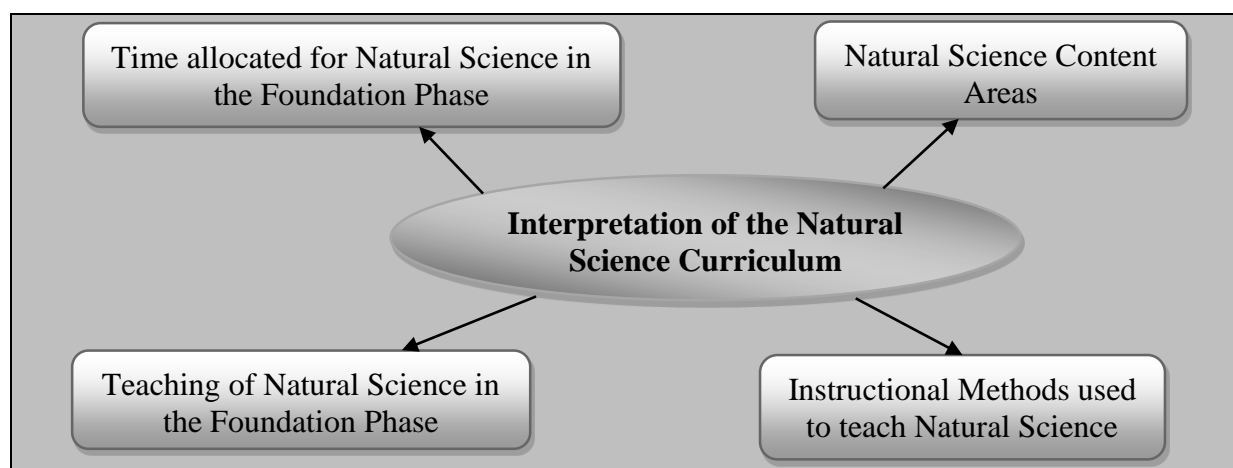 Time allocated for Natural Science in
the Foundation Phase
Natural Science Content
Areas
Interpretation of the Natural
Science Curriculum
Teaching of Natural Science in
the Foundation Phase
Instructional Methods used
to teach Natural Science